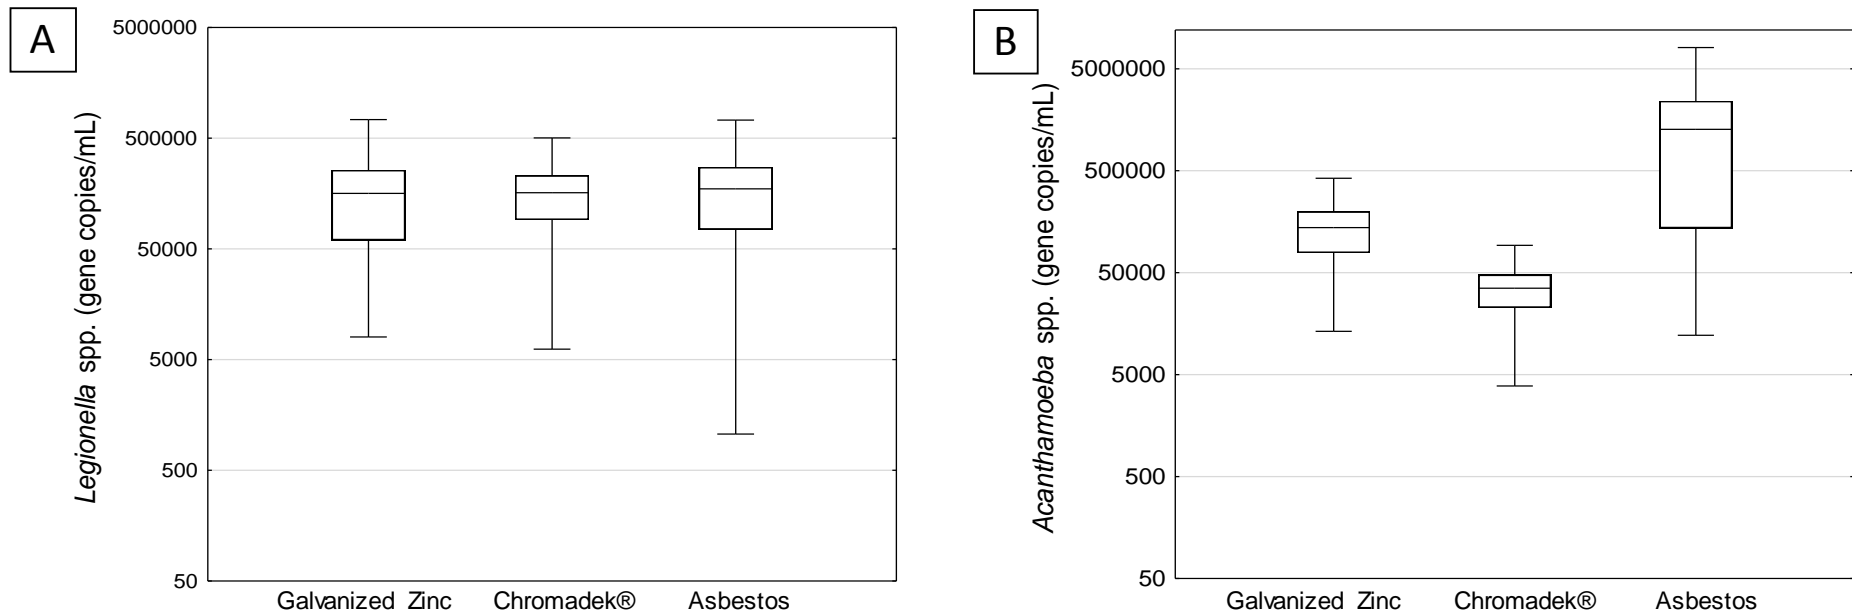 A
Legionella spp. (gene copies/mL)
5000000
500000
50000
5000
500
50
Galvanized Zinc
Chromadek®
Asbestos
B
Acanthamoeba spp. (gene copies/mL)
5000000
500000
50000
5000
500
50
Galvanized Zinc
Chromadek®
Asbestos